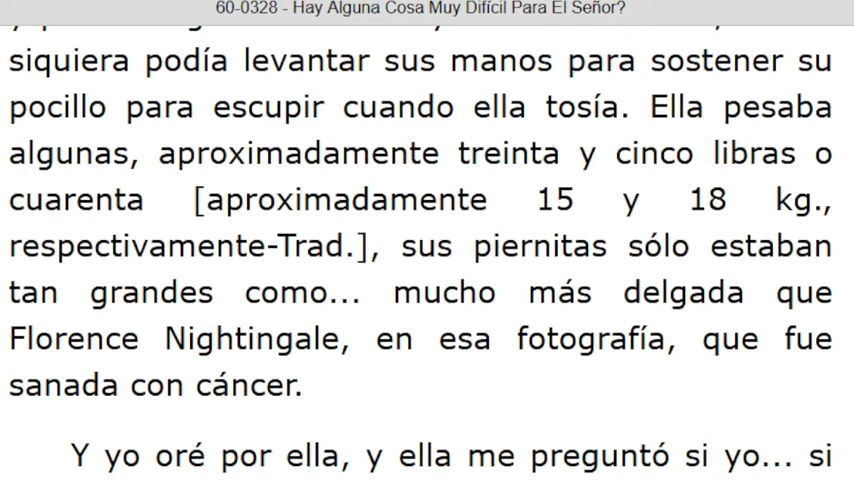 60-0328 - Hay Alguna Cosa Muy Difícil Para El Señor?
siquiera podía levantar sus manos para sostener su
pocillo para escupir cuando ella tosía. Ella pesaba
algunas, aproximadamente treinta y cinco libras o
cuarenta [aproximadamente 15 y 18 kg.,
respectivamente-Trad.], sus piernitas sólo estaban
tan grandes como... mucho más delgada que
Florence Nightingale, en esa fotografía, que fue
sanada con cáncer.
Y yo oré por ella, y ella me preguntó si yo... si